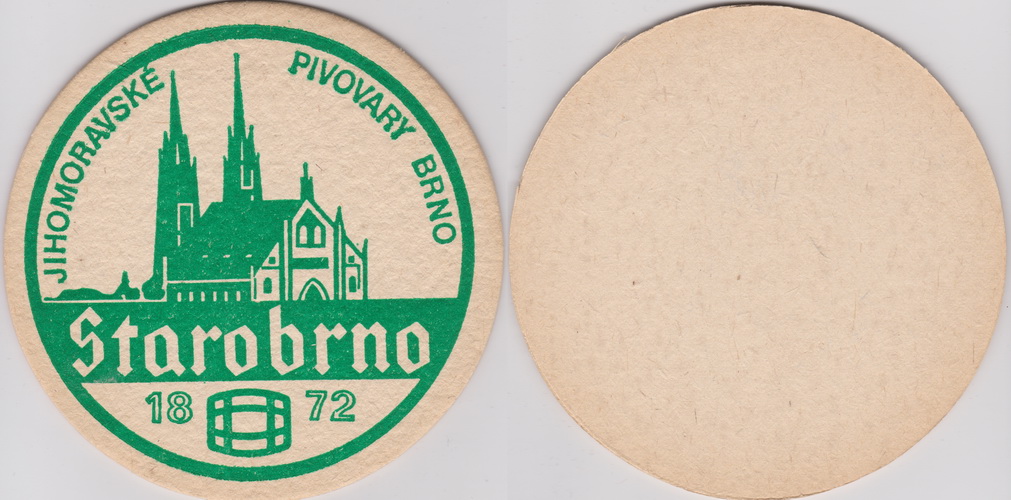 JIHOMORAVSKÉ PIVOVARY BRNO
Starobrno
18 72